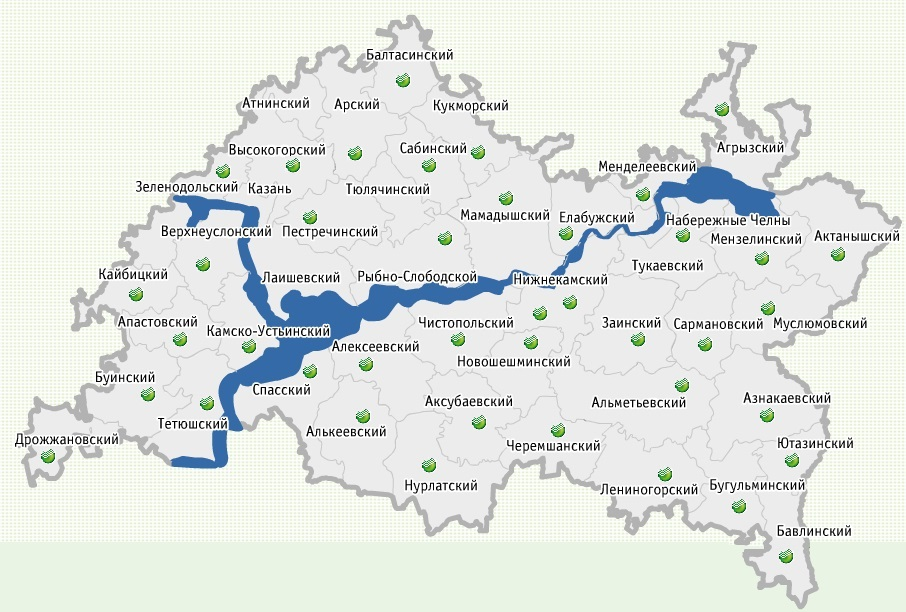 Балтасинский
Атнинский
Арский
Кукморский
Высокогорский
Сабинский
Агрызский
Менделеевский
Зеленодольский
Казань
Тюлячинский
Мамадышский
Елабужский
Набережные Челны
Верхнеуслонский
Пестречинский
Мензелинский
Актанышский
Тукаевский
Кайбицкий
Лаишевский
Рыбно-Слободской
Нижнекамский
Апастовский
Камско-Устьинский
Чистопольский
Заинский
Сармановский
Муслюмовский
Алексеевский
Новошешминский
Буинский
Спасский
Аксубаевский
Альметьевский
Азнакаевский
Тетюшский
Алькеевский
Черемшанский
Дрожжановский
Ютазинский
Нурлатский
Лениногорский
Бугульминский
Бавлинский